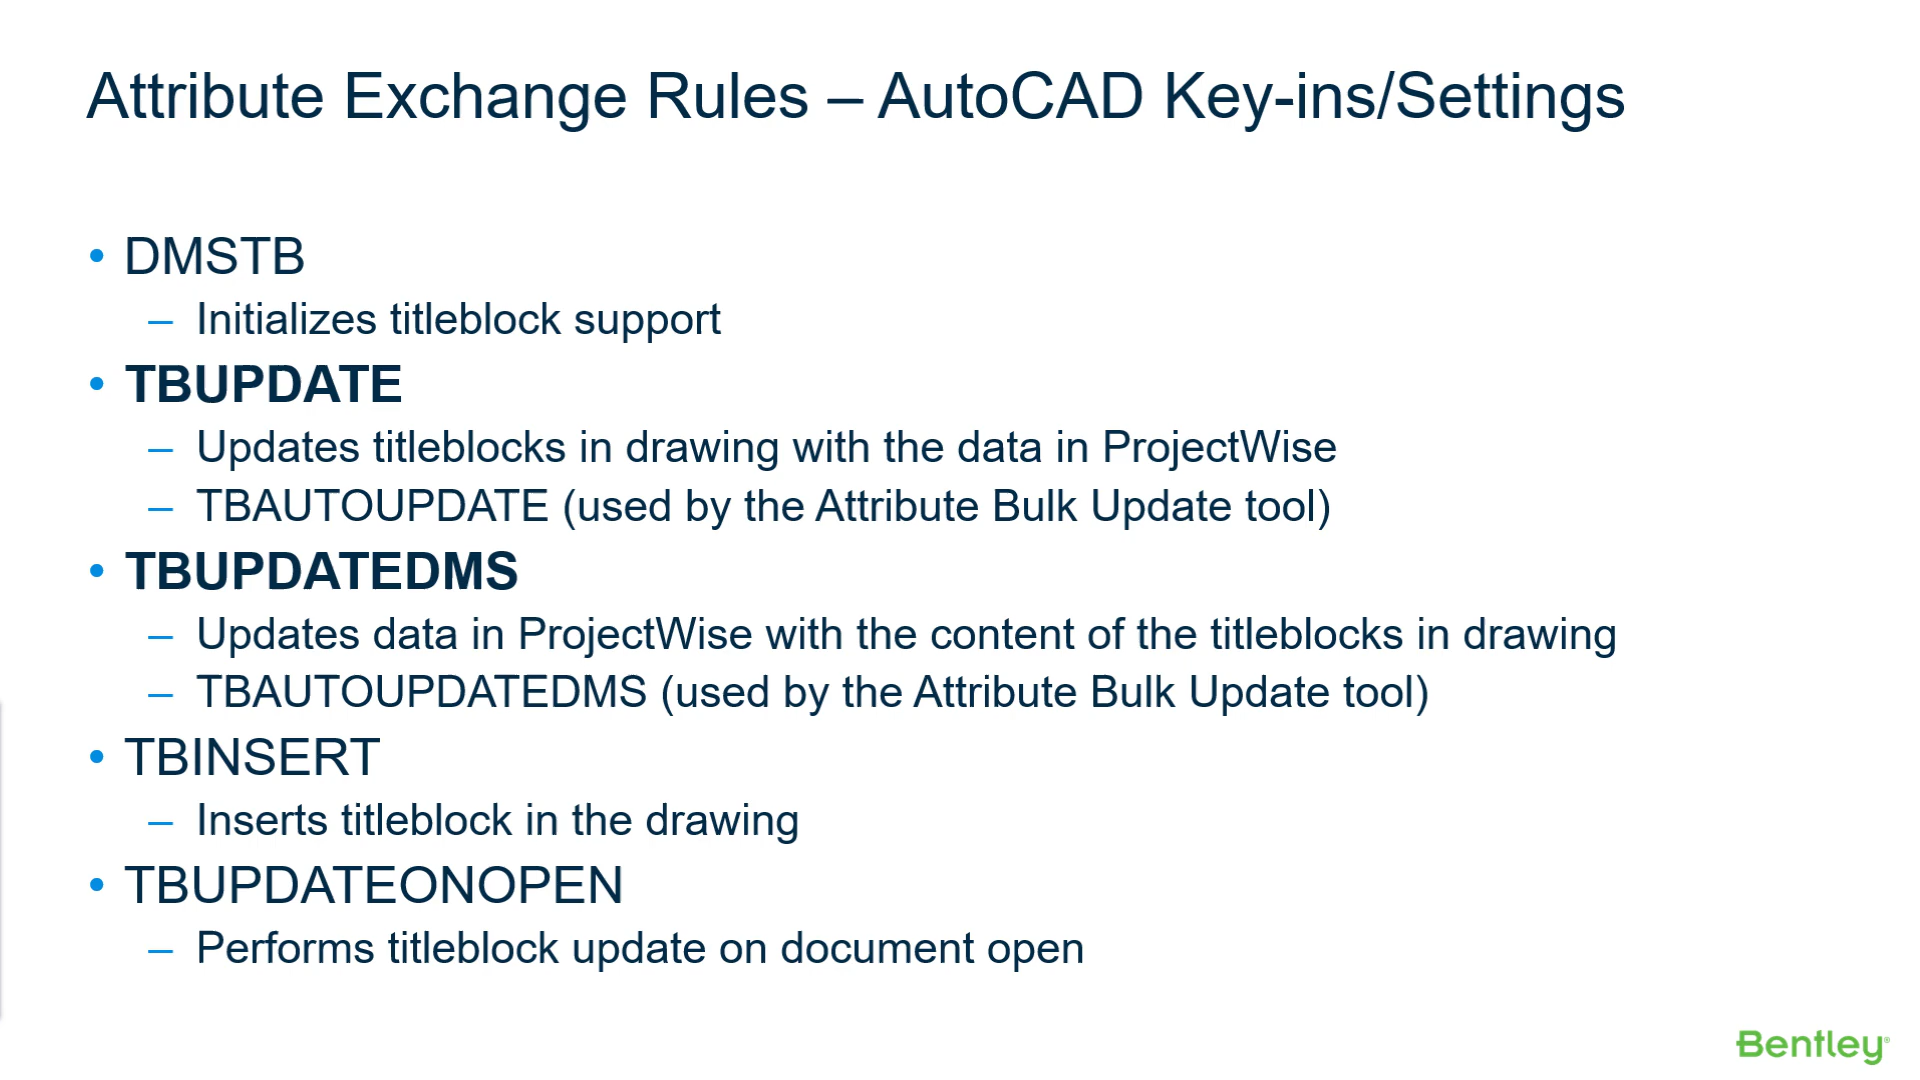 Attribute Exchange Rules – AutoCAD Key-ins/Settings
• DMSTB
– Initializes titleblock support
• TBUPDATE
– Updates titleblocks in drawing with the data in ProjectWise
– TBAUTOUPDATE (used by the Attribute Bulk Update tool)
• TBUPDATEDMS
– Updates data in ProjectWise with the content of the titleblocks in drawing
– TBAUTOUPDATEDMS (used by the Attribute Bulk Update tool)
• TBINSERT
– Inserts titleblock in the drawing
• TBUPDATEONOPEN
– Performs titleblock update on document open
Bentley®